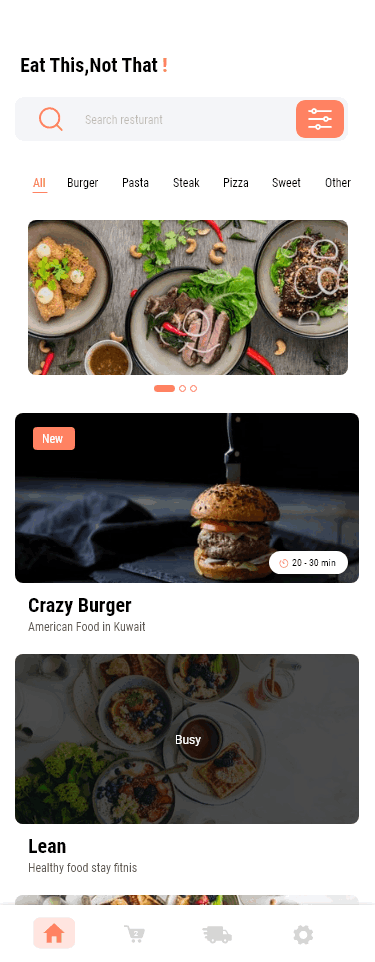 Eat This,Not That !
Search resturant
All Burger Pasta Steak Pizza Sweet Other
New
20 - 30 min
Crazy Burger
American Food in Kuwait
Busy
Lean
Healthy food stay fitnis